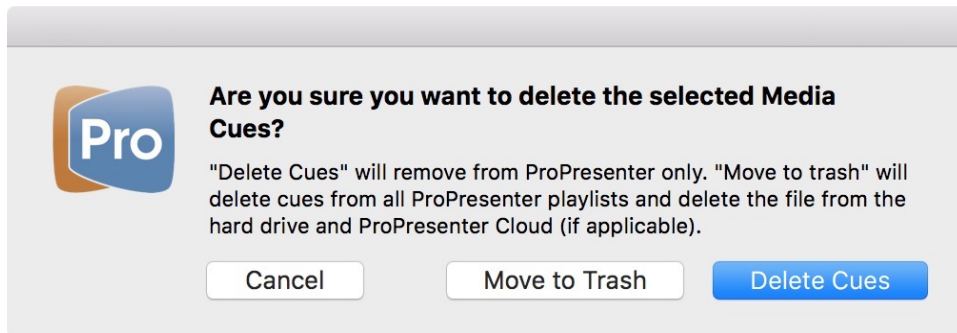 Pro
Are you sure you want to delete the selected Media
Cues?
"Delete Cues" will remove from ProPresenter only. "Move to trash" will
delete cues from all ProPresenter playlists and delete the file from the
hard drive and ProPresenter Cloud (if applicable).
Cancel
Move to Trash
Delete Cues